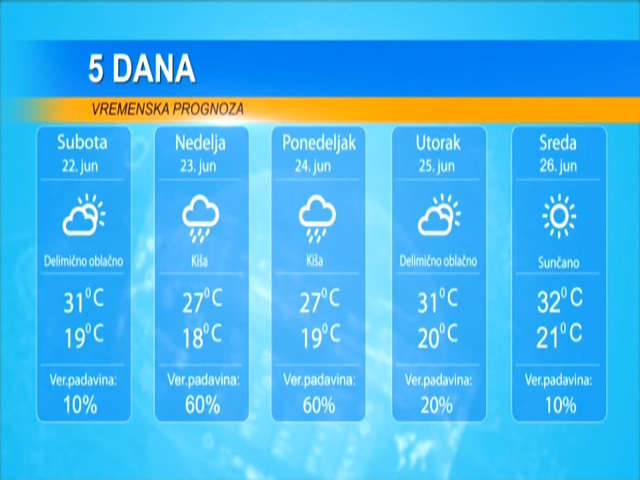 5 DANA
VREMENSKA PROGNOZA
Subota
22. jun
Delimično oblačno
31°C
19°C
Ver.padavina:
10%
Nedelja
23. jun
Kiša
27°C
18°C
Ver.padavina:
60%
Ponedeljak
24. jun
Kiša
27°C
19°C
Ver.padavina:
60%
Utorak
25. jun
Delimično oblačno
31°C
20°C
Ver.padavina:
20%
Sreda
26. jun
Sunčano
32°C
21°C
Ver.padavina:
10%